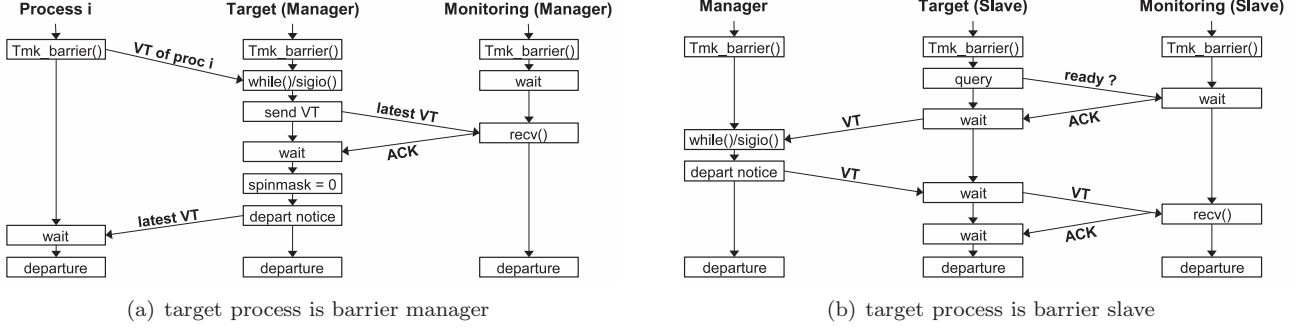 Process i
Target (Manager)
Monitoring (Manager)
Tmk_barrier()
VT of proc i
Tmk_barrier()
Tmk_barrier()
while()/sigio()
wait
send VT
latest VT
recv()
wait
ACK
spinmask = 0
latest VT
depart notice
wait
departure
departure
departure
(a) target process is barrier manager
Manager
Target (Slave)
Monitoring (Slave)
Tmk_barrier()
Tmk_barrier()
Tmk_barrier()
query
ready ?
wait
VT
wait
ACK
while()/sigio()
depart notice
VT
wait
VT
recv()
wait
ACK
departure
departure
departure
(b) target process is barrier slave